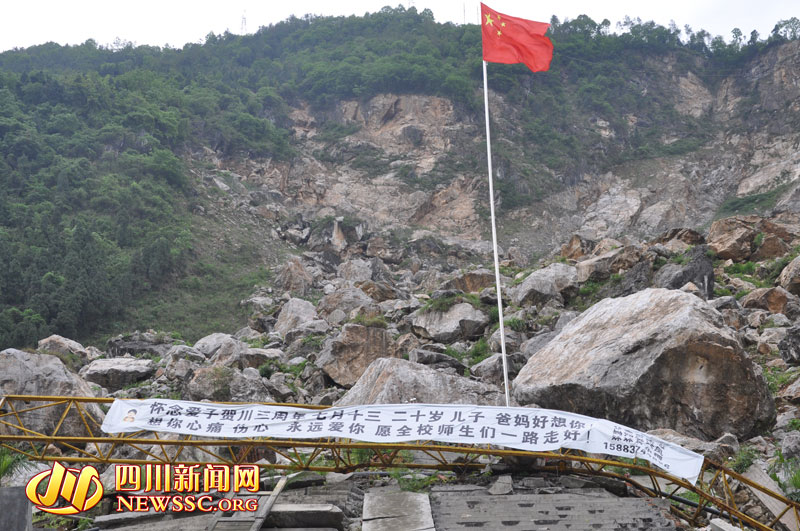 怀念爱子贺川三周年七月十三 二十岁 儿子 爸妈好想你
想你心痛 伤心 永远爱你 愿全校师生们一路走好！
四川新闻网
NEWSSC.ORG